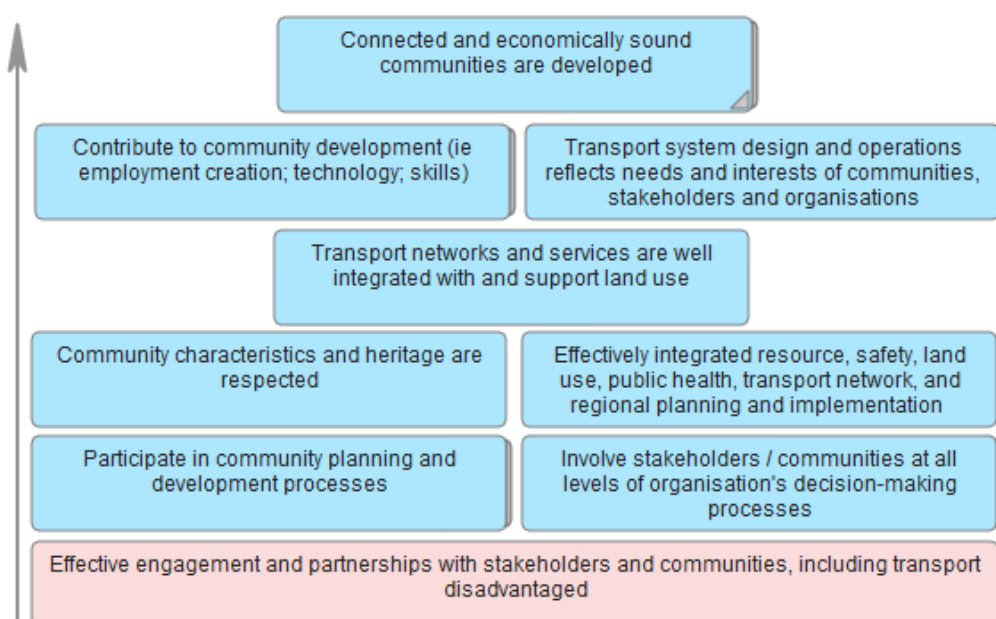 Connected and economically sound
communities are developed
Contribute to community development (ie
employment creation; technology; skills)
Transport system design and operations
reflects needs and interests of communities,
stakeholders and organisations
Transport networks and services are well
integrated with and support land use
Community characteristics and heritage are
respected
Effectively integrated resource, safety, land
use, public health, transport network, and
regional planning and implementation
Participate in community planning and
development processes
Involve stakeholders / communities at all
levels of organisation's decision-making
processes
Effective engagement and partnerships with stakeholders and communities, including transport
disadvantaged